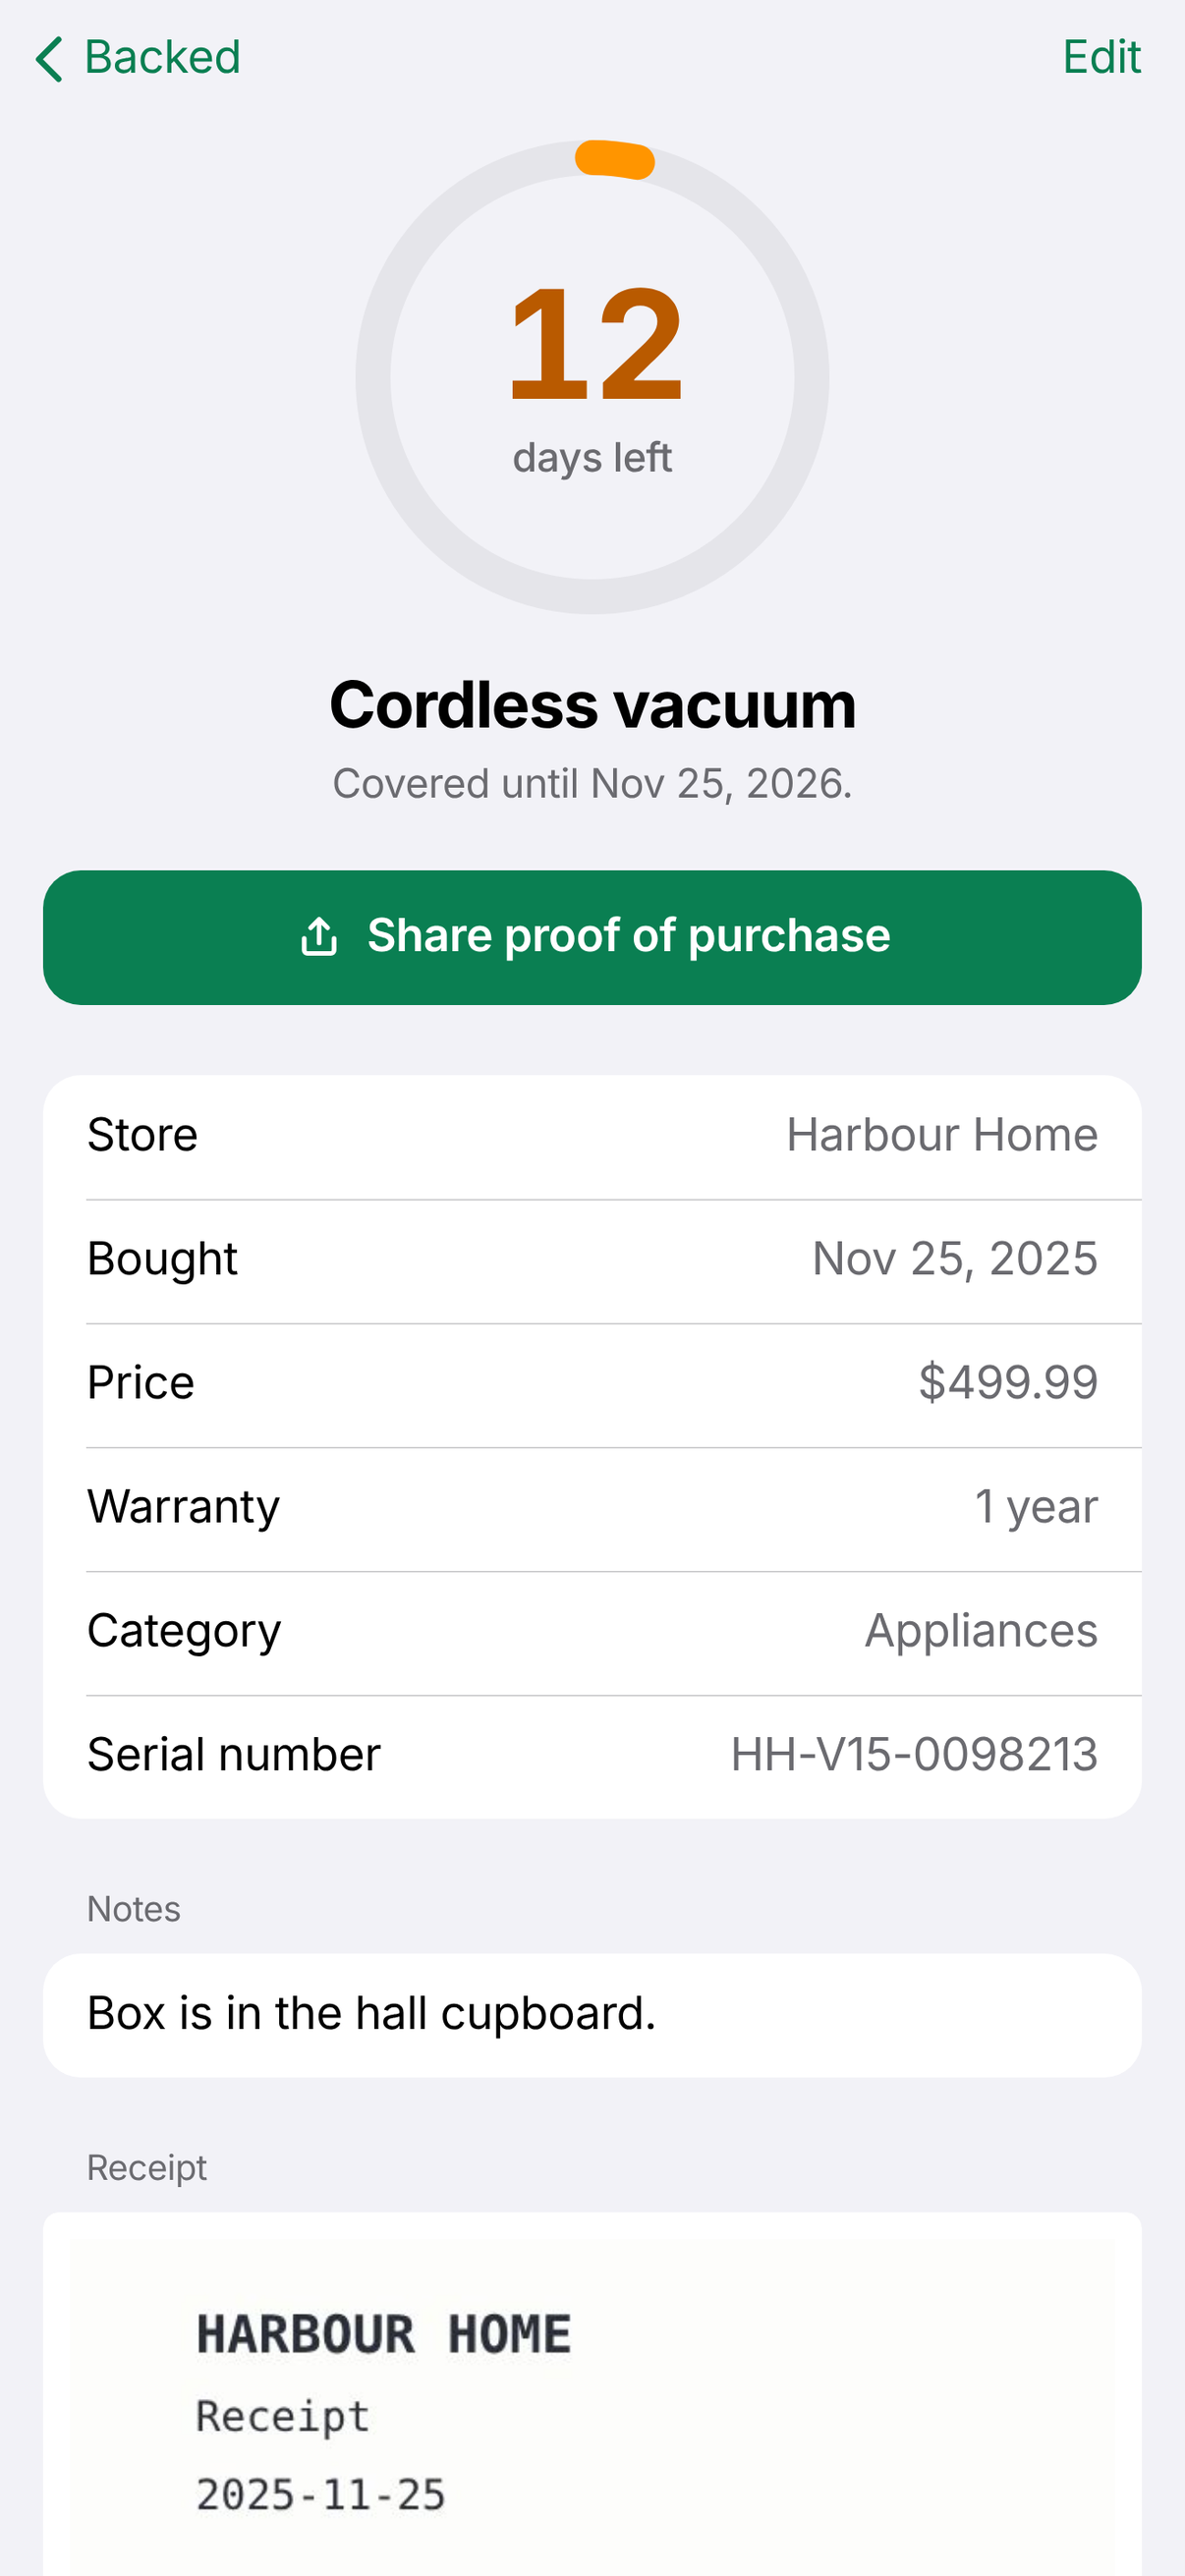 Backed
Edit
12
days left
Cordless vacuum
Covered until Nov 25, 2026.
Share proof of purchase
Store Harbour Home
Bought Nov 25, 2025
Price $499.99
Warranty 1 year
Category Appliances
Serial number HH-V15-0098213
Notes
Box is in the hall cupboard.
Receipt
HARBOUR HOME
Receipt
2025-11-25